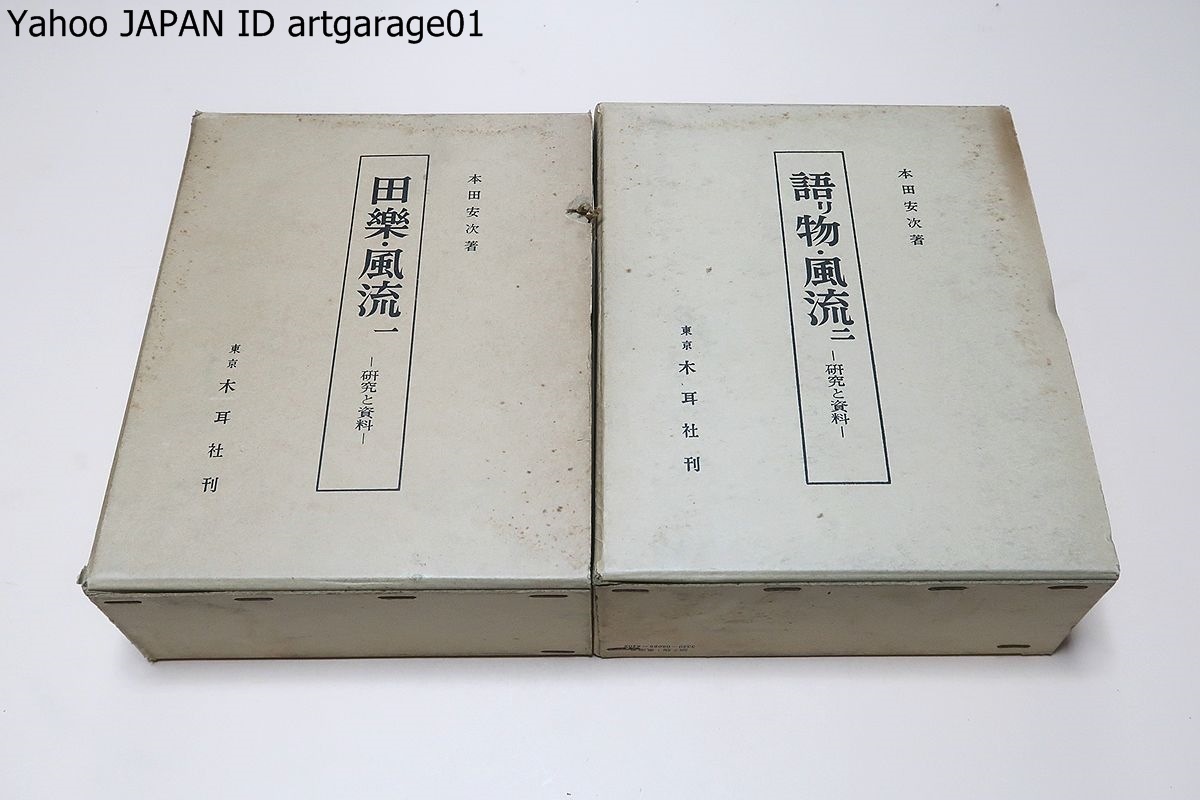 Yahoo JAPAN ID artgarage01
本田安次著
田樂・風流一
―研究と資料―
東京 木耳社刊
本田安次著
語リ物・風流二
―研究と資料―
東京 木耳社刊